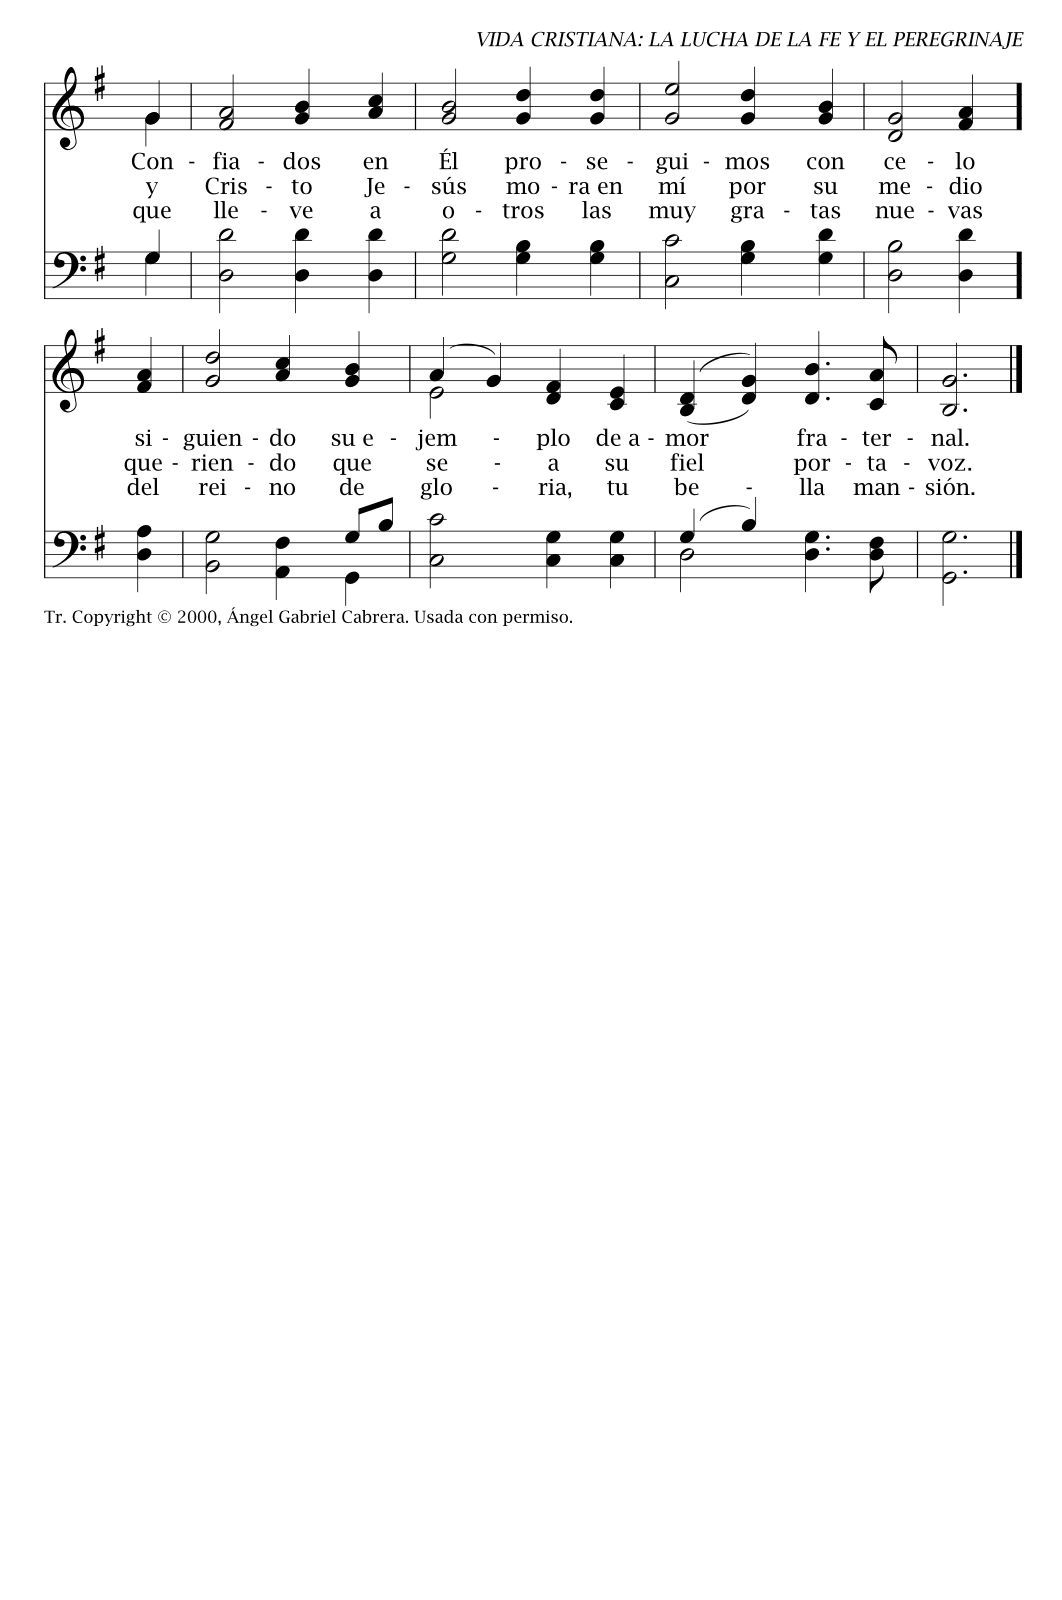 VIDA CRISTIANA: LA LUCHA DE LA FE Y EL PEREGRINAJE
Con - fia - dos en Él pro - se - gui - mos con ce - lo
y Cris - to Je - sús mo - ra en mí por su me - dio
que lle - ve a o - tros las muy gra - tas nue - vas
si - guien - do su e - jem - plo de a - mor fra - ter - nal.
que - rien - do que se - a su fiel por - ta - voz.
del rei - no de glo - ria, tu be - lla man - sión.
Tr. Copyright © 2000, Ángel Gabriel Cabrera. Usada con permiso.